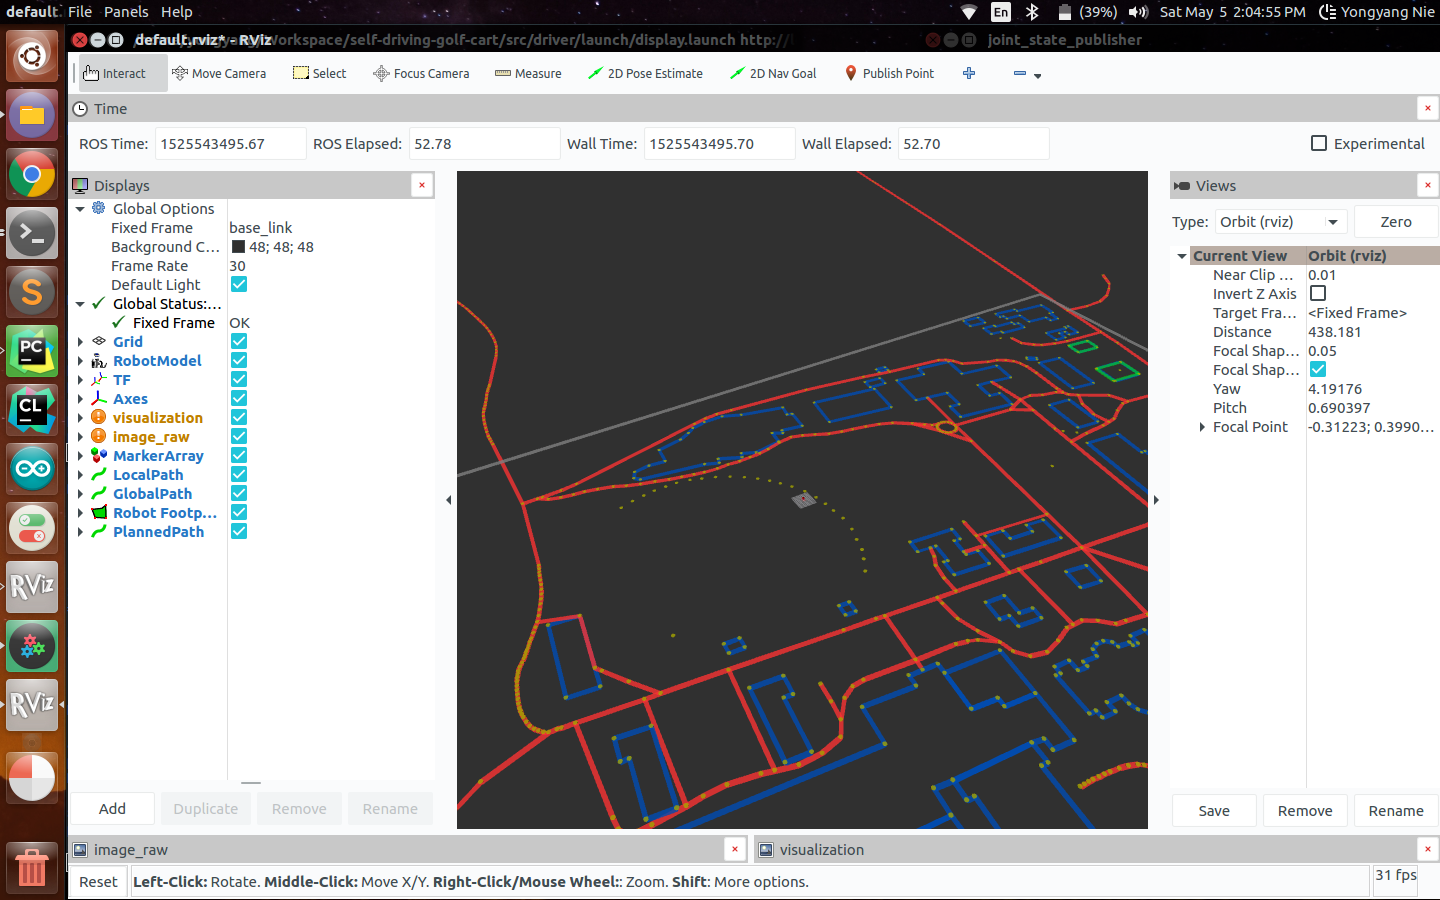 default. File Panels Help
En (39%) Sat May 5 2:04:55 PM Yongyang Nie
default.rviz* - RViz
orkspace/self-driving-golf-cart/src/driver/launch/display.launch http://
joint_state_publisher
Interact Move Camera Select Focus Camera Measure 2D Pose Estimate 2D Nav Goal Publish Point
Time
ROS Time: 1525543495.67 ROS Elapsed: 52.78 Wall Time: 1525543495.70 Wall Elapsed: 52.70 Experimental
Displays
Global Options
Fixed Frame base_link
Background C... 48; 48; 48
Frame Rate 30
Default Light
Global Status:...
Fixed Frame OK
Grid
RobotModel
TF
Axes
visualization
image_raw
MarkerArray
LocalPath
GlobalPath
Robot Footp...
PlannedPath
Add Duplicate Remove Rename
Views
Type: Orbit (rviz) Zero
Current View Orbit (rviz)
Near Clip ... 0.01
Invert Z Axis
Target Fra... <Fixed Frame>
Distance 438.181
Focal Shap... 0.05
Focal Shap...
Yaw 4.19176
Pitch 0.690397
Focal Point -0.31223; 0.3990...
Save Remove Rename
image_raw
visualization
Reset Left-Click: Rotate. Middle-Click: Move X/Y. Right-Click/Mouse Wheel:: Zoom. Shift: More options. 31 fps
S
PC
CL
RViz
RViz